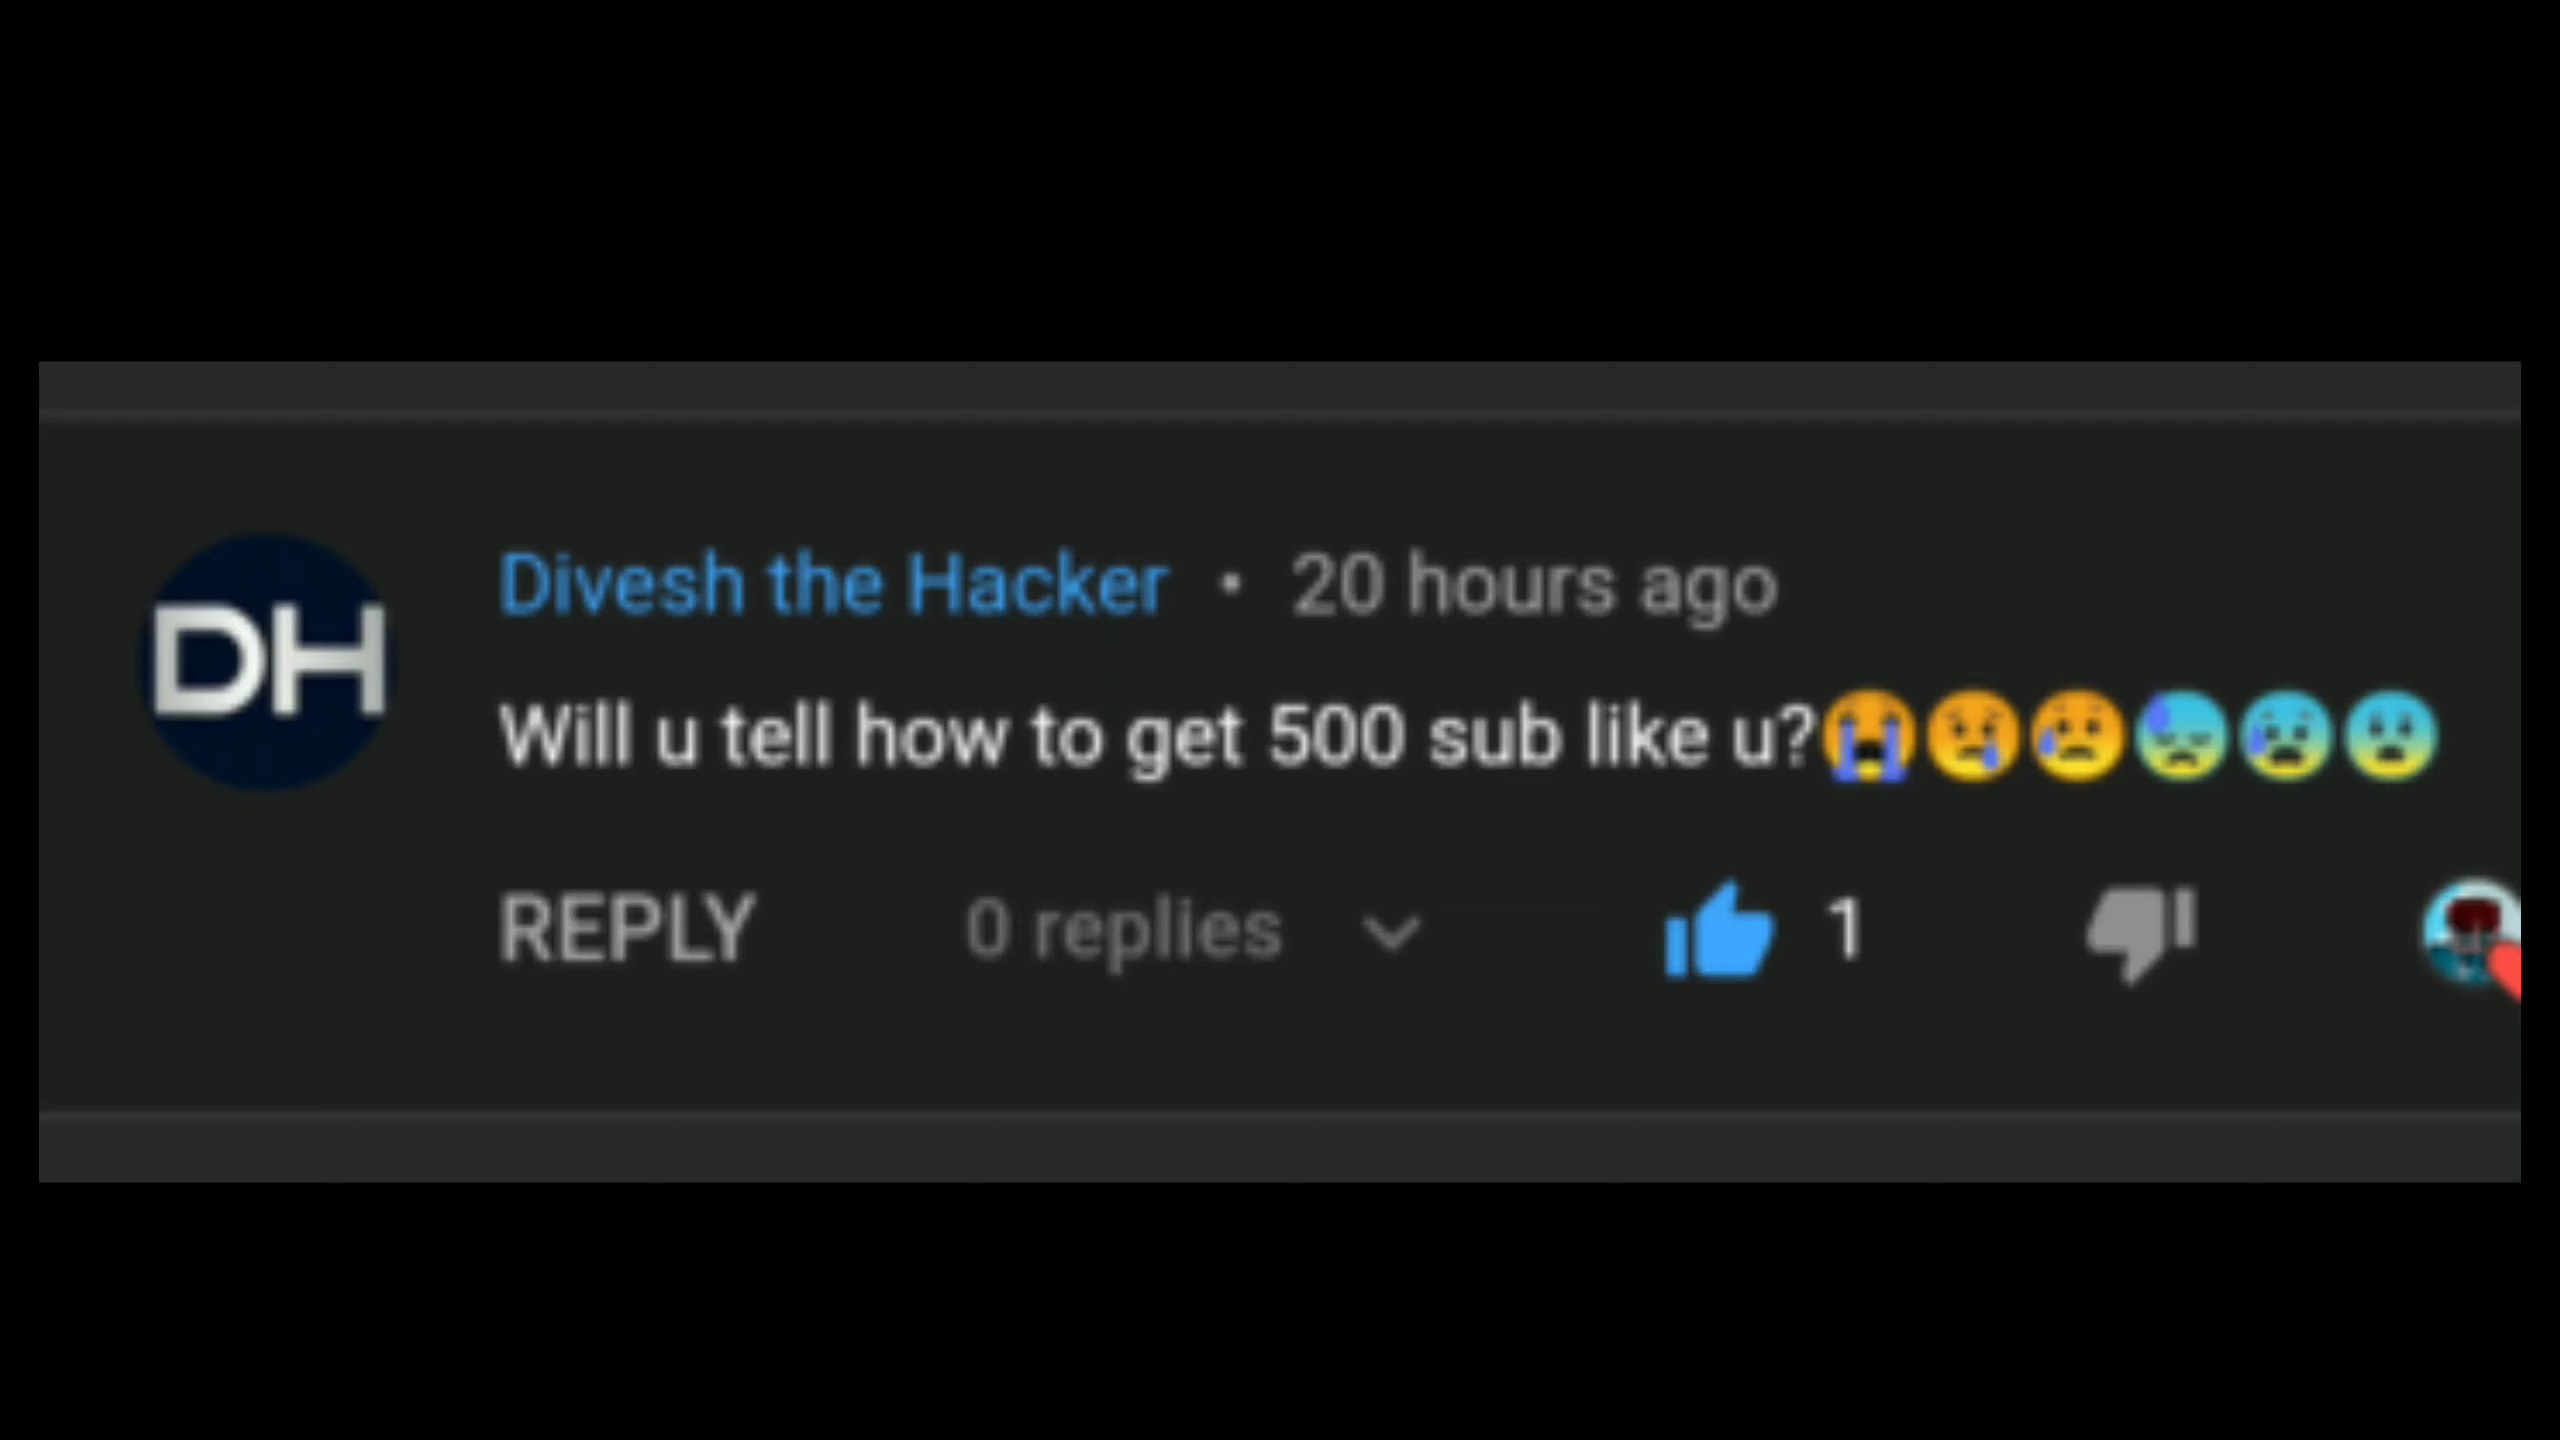 DH
Divesh the Hacker • 20 hours ago
Will u tell how to get 500 sub like u?😭😢😥😓😰😨
REPLY 0 replies 1